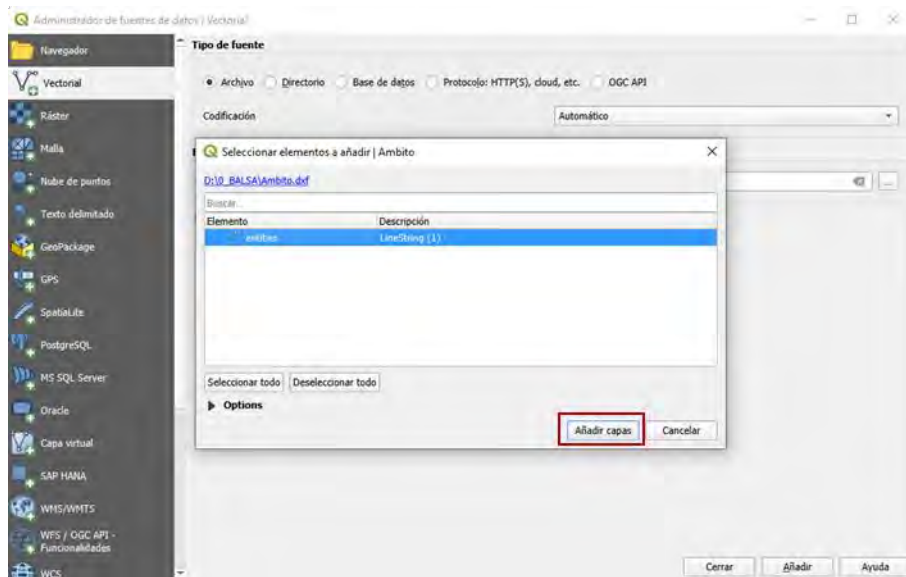 Administrador de fuentes de datos | Vectorial
Navegador
Tipo de fuente
Vectorial
Archivo Directorio Base de datos Protocolo: HTTP(S), cloud, etc. OGC API
Ráster
Codificación Automático
Malla
Seleccionar elementos a añadir | Ambito
Nube de puntos
D:\0_BALSA\Ambito.dxf
Buscar...
Texto delimitado
Elemento Descripción
entities LineString (1)
GeoPackage
GPS
SpatiaLite
PostgreSQL
MS SQL Server
Seleccionar todo Deseleccionar todo
Oracle
Options
Añadir capas Cancelar
Capa virtual
SAP HANA
WMS/WMTS
WFS / OGC API -
Funcionalidades
WCS
Cerrar Añadir Ayuda